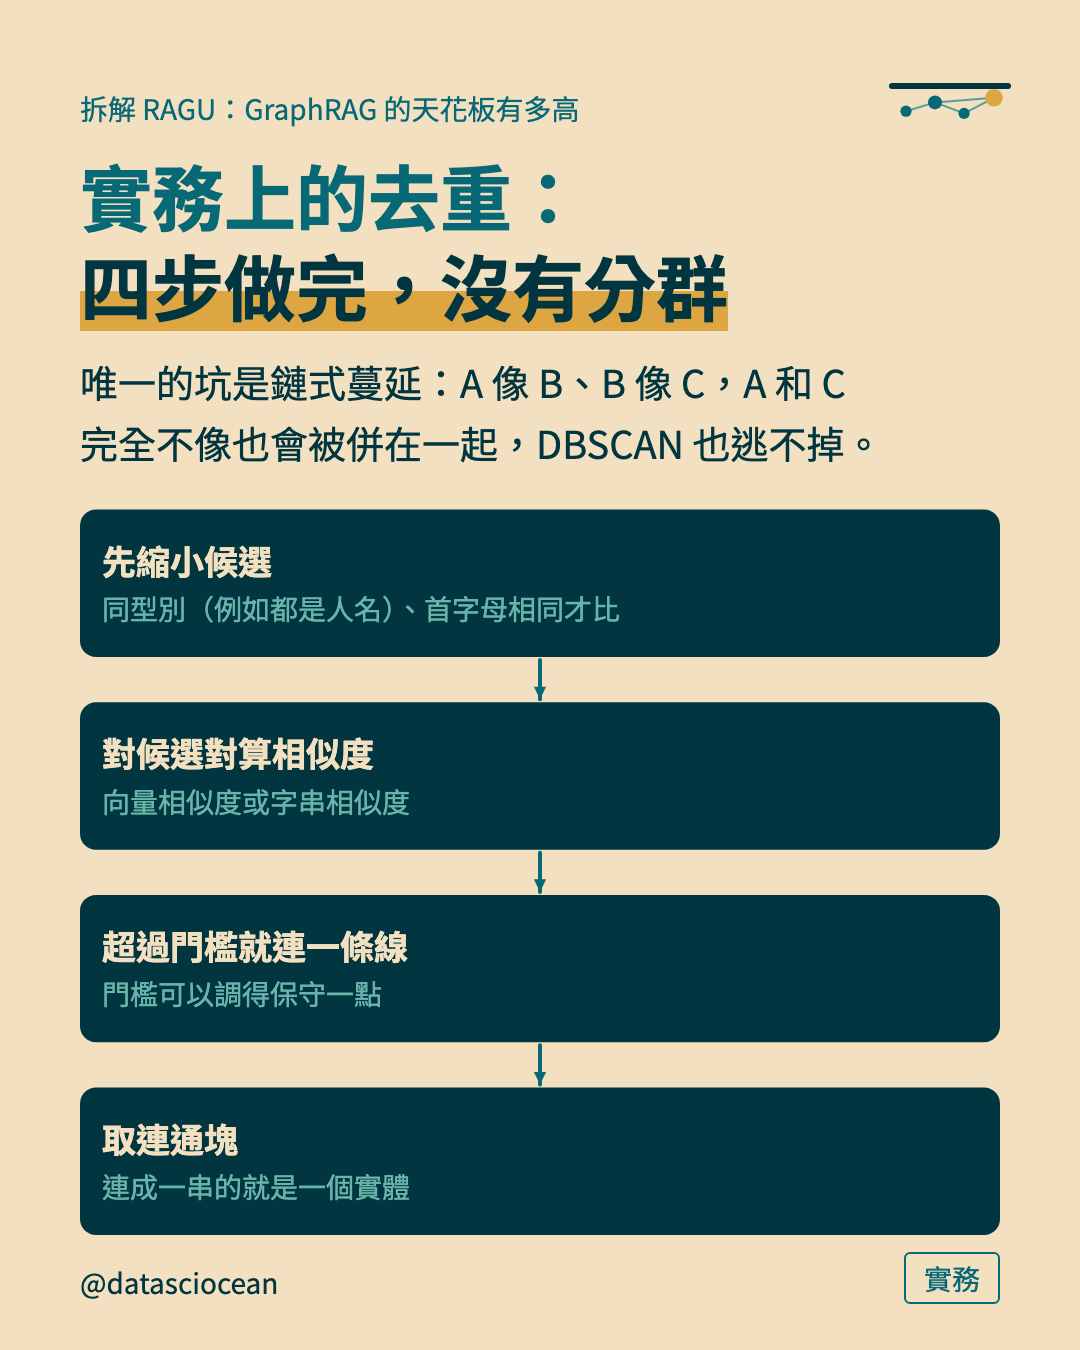 拆解 RAGU：GraphRAG 的天花板有多高
實務上的去重：
四步做完，沒有分群
唯一的坑是鏈式蔓延：A 像 B、B 像 C，A 和 C
完全不像也會被併在一起，DBSCAN 也逃不掉。
先縮小候選
同型別（例如都是人名）、首字母相同才比
對候選對算相似度
向量相似度或字串相似度
超過門檻就連一條線
門檻可以調得保守一點
取連通塊
連成一串的就是一個實體
@datasciocean
實務